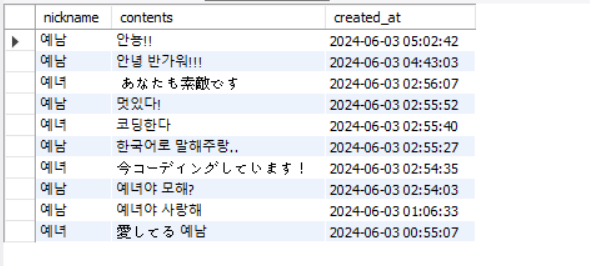 nickname contents created_at
예남 안뇽!! 2024-06-03 05:02:42
예남 안녕 반가워!!! 2024-06-03 04:43:03
예녀 あなたも素敵です 2024-06-03 02:56:07
예남 멋있다! 2024-06-03 02:55:52
예녀 코딩한다 2024-06-03 02:55:40
예남 한국어로 말해주랑.. 2024-06-03 02:55:27
예녀 今コーディングしています！ 2024-06-03 02:54:35
예남 예녀야 모해? 2024-06-03 02:54:03
예남 예녀야 사랑해 2024-06-03 01:06:33
예녀 愛してる 예남 2024-06-03 00:55:07